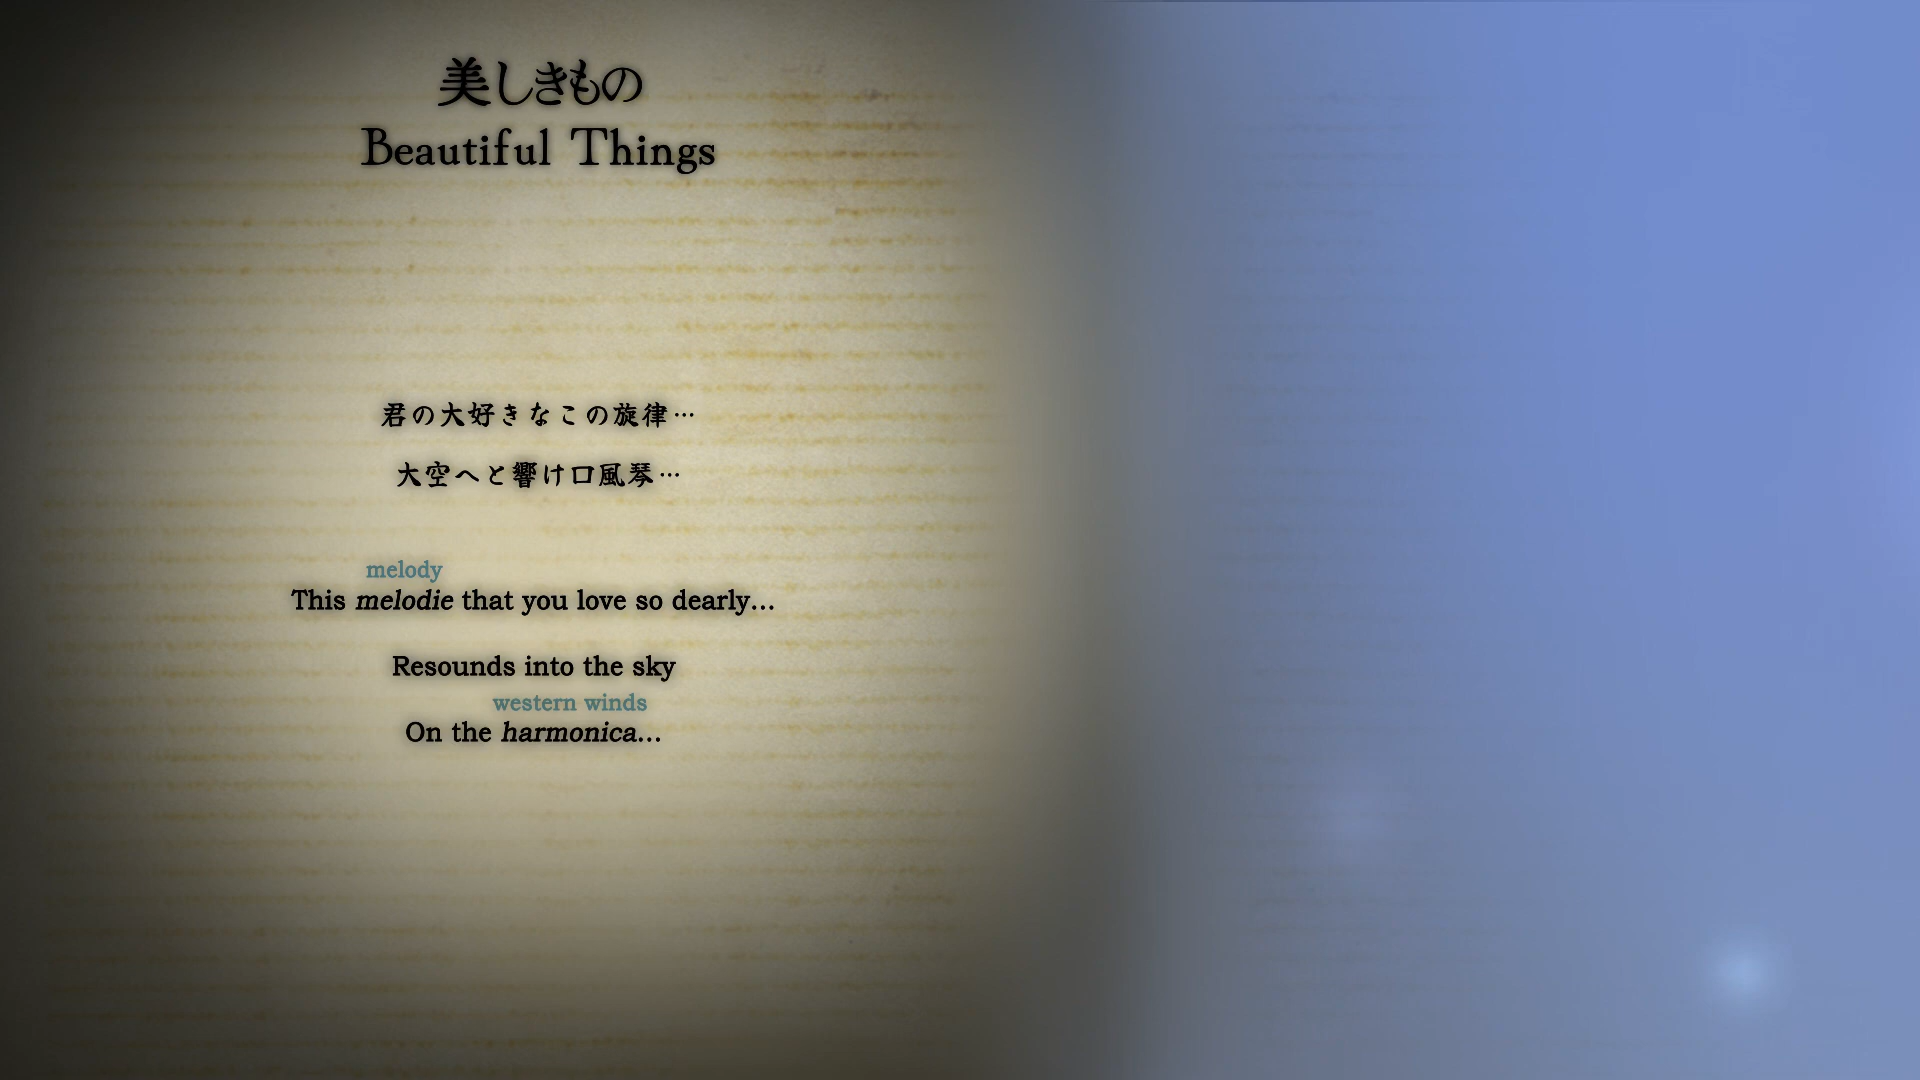 美しきもの
Beautiful Things
君の大好きなこの旋律…
大空へと響け口風琴…
melody
This melodie that you love so dearly...
Resounds into the sky
western winds
On the harmonica...